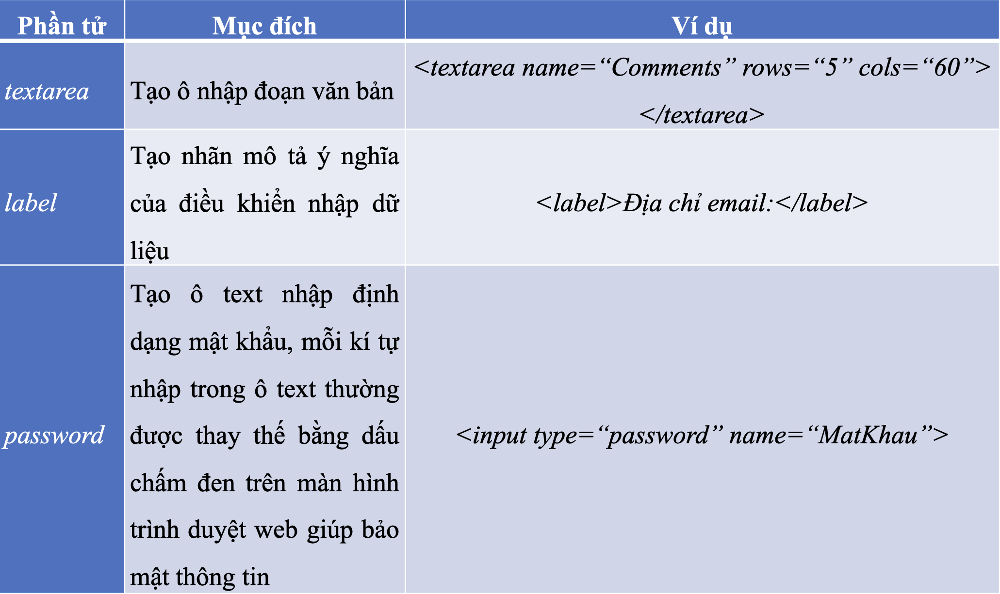 Phần tử Mục đích Ví dụ
textarea
Tạo ô nhập đoạn văn bản
<textarea name=“Comments” rows=“5” cols=“60”>
</textarea>
label
Tạo nhãn mô tả ý nghĩa
của điều khiển nhập dữ
liệu
<label>Địa chỉ email:</label>
password
Tạo ô text nhập định
dạng mật khẩu, mỗi kí tự
nhập trong ô text thường
được thay thế bằng dấu
chấm đen trên màn hình
trình duyệt web giúp bảo
mật thông tin
<input type=“password” name=“MatKhau”>